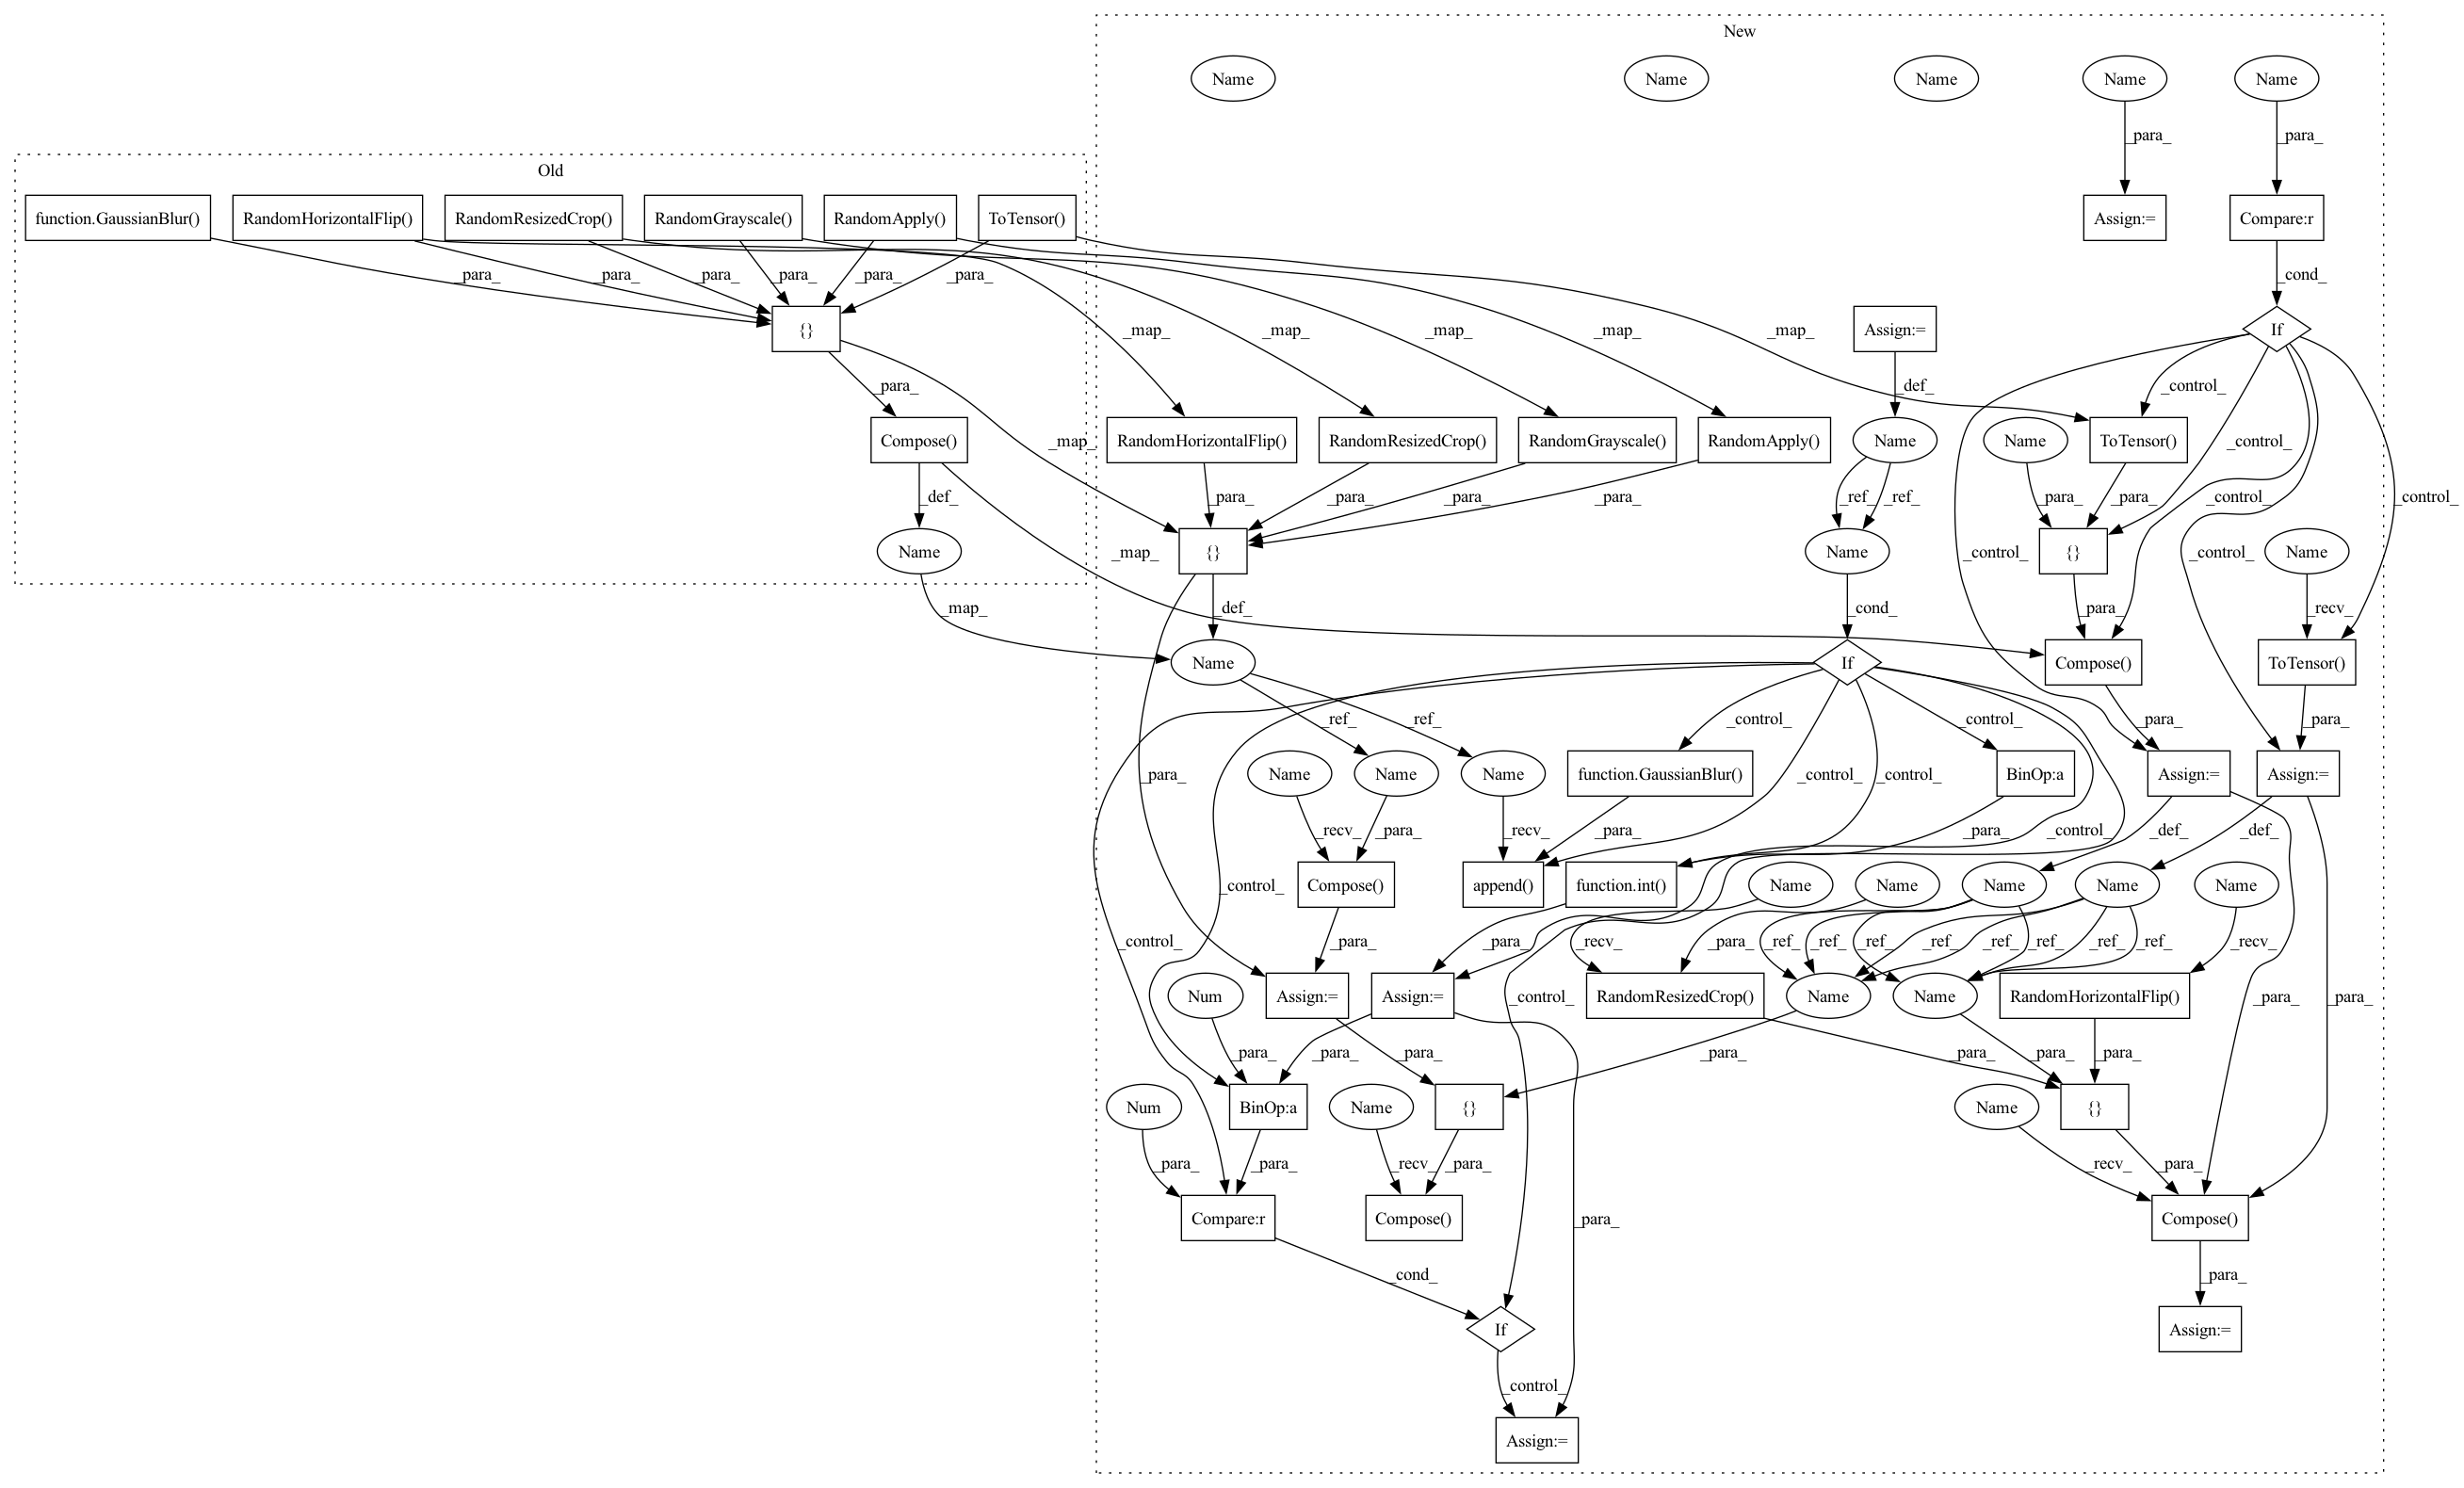 New
Name
Name
Name
Name
Name
_para_
_para_
Old
function.GaussianBlur()
RandomHorizontalFlip()
RandomResizedCrop()
RandomGrayscale()
RandomApply()
ToTensor()
Assign:=
Compare:r
_para_
_para_
_para_
_para_
_para_
_para_
_cond_
{}
_map_
_map_
_map_
_map_
_map_
Assign:=
If
_para_
_def_
_control_
Compose()
_map_
RandomHorizontalFlip()
RandomResizedCrop()
RandomGrayscale()
RandomApply()
Name
Name
ToTensor()
_control_
_def_
_para_
_para_
_para_
_para_
_ref_
_ref_
_para_
_para_
_control_
_control_
Name
_map_
{}
Name
_control_
{}
_control_
Name
_map_
_def_
_cond_
_para_
_recv_
Name
If
Compose()
ToTensor()
_ref_
_ref_
_control_
_control_
_para_
_para_
_para_
Name
Name
Name
function.GaussianBlur()
_control_
_control_
BinOp:a
Assign:=
Assign:=
_recv_
_para_
_recv_
_para_
_para_
_control_
_def_
_def_
_control_
Compose()
append()
function.int()
Name
Name
Name
Name
Name
_control_
_para_
_para_
_recv_
_para_
_ref_
_ref_
_ref_
_ref_
_ref_
_ref_
_ref_
_recv_
Num
Assign:=
Assign:=
_control_
RandomResizedCrop()
Name
Name
RandomHorizontalFlip()
_para_
_para_
_para_
_para_
_para_
_para_
_para_
_para_
_para_
Num
BinOp:a
Name
{}
Name
{}
_para_
_para_
_recv_
_para_
_recv_
_para_
Compare:r
Compose()
_para_
Compose()
_cond_
_para_
If
Assign:=
_control_
Assign:=